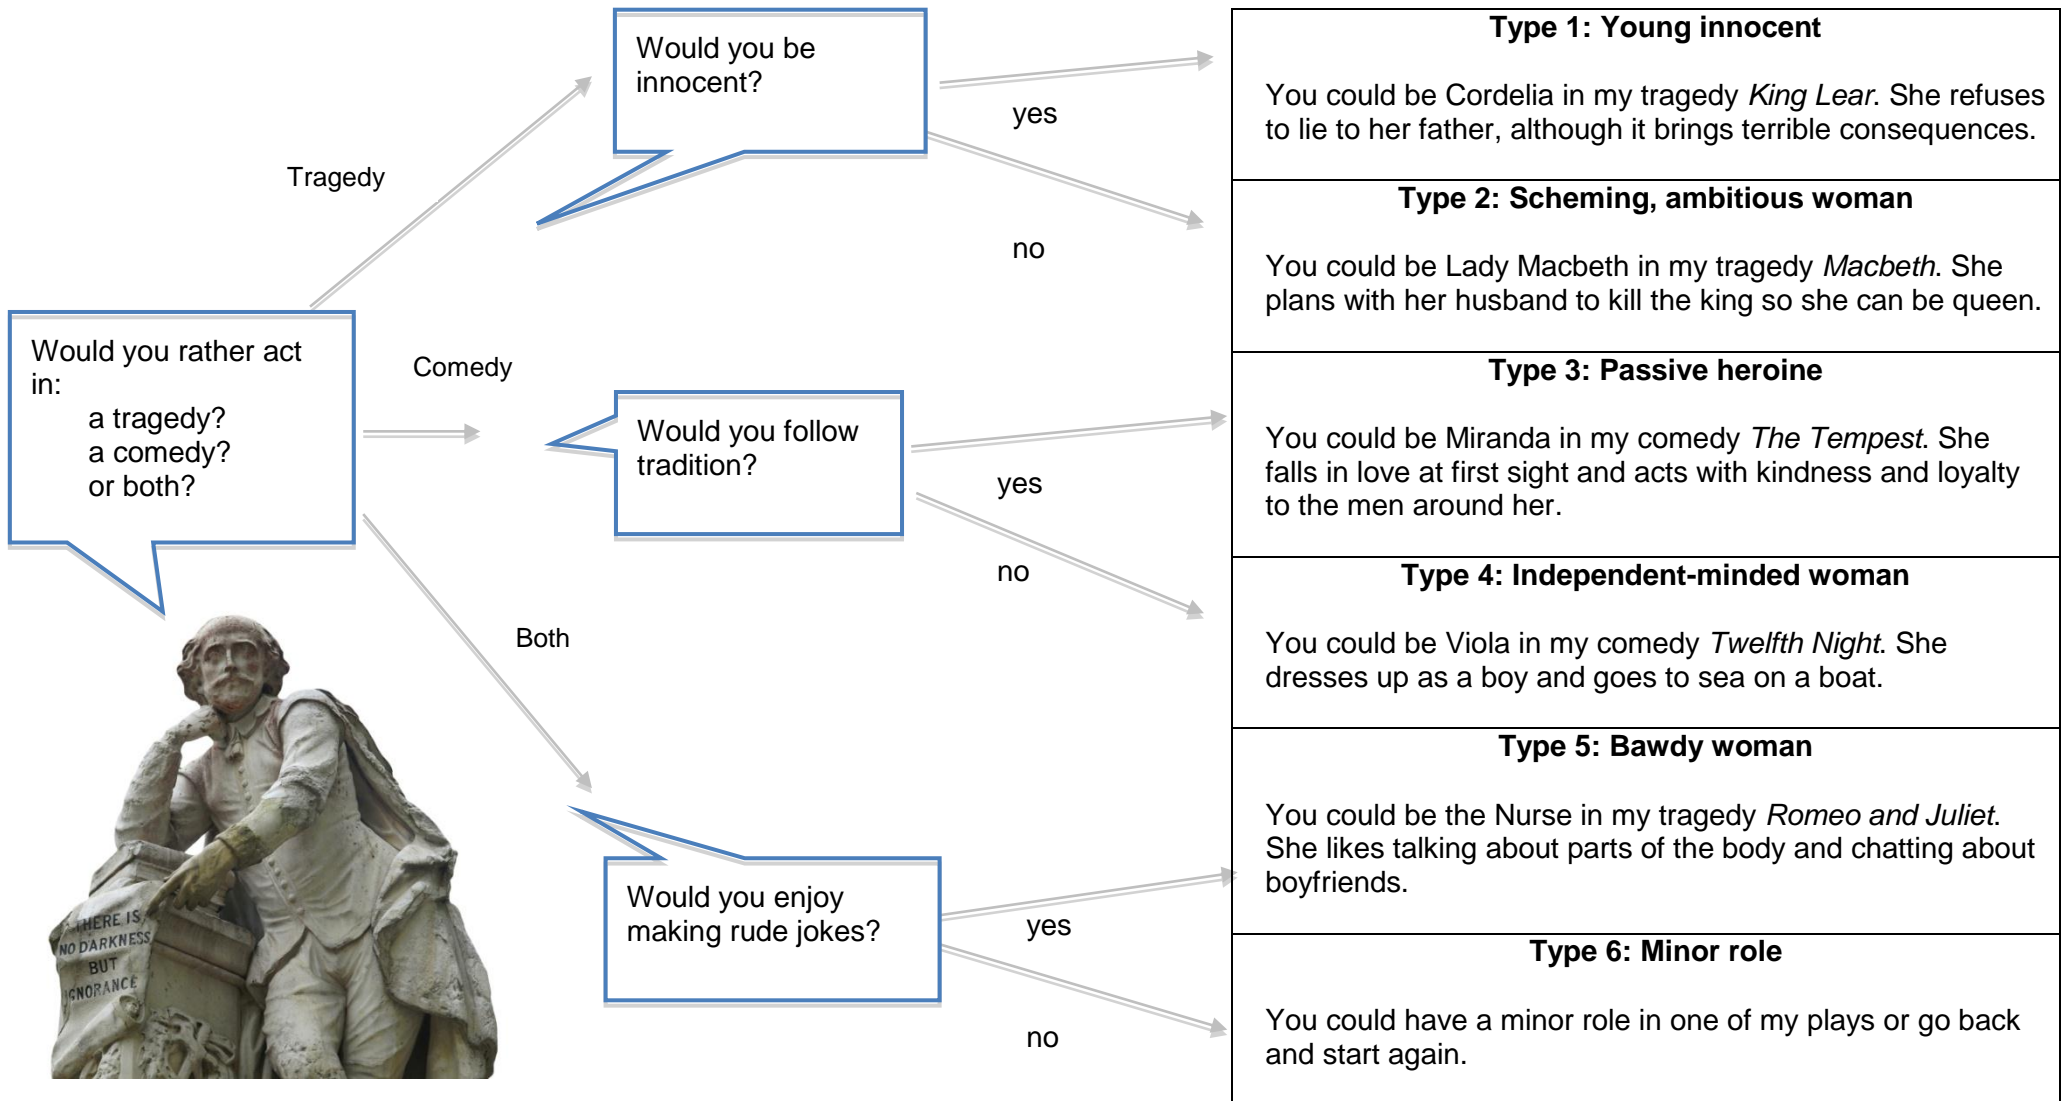 Would you rather act
in:
a tragedy?
a comedy?
or both?
Tragedy
Comedy
Both
Would you be
innocent?
yes
no
Would you follow
tradition?
yes
no
Would you enjoy
making rude jokes?
yes
no
Type 1: Young innocent
You could be Cordelia in my tragedy King Lear. She refuses
to lie to her father, although it brings terrible consequences.
Type 2: Scheming, ambitious woman
You could be Lady Macbeth in my tragedy Macbeth. She
plans with her husband to kill the king so she can be queen.
Type 3: Passive heroine
You could be Miranda in my comedy The Tempest. She
falls in love at first sight and acts with kindness and loyalty
to the men around her.
Type 4: Independent-minded woman
You could be Viola in my comedy Twelfth Night. She
dresses up as a boy and goes to sea on a boat.
Type 5: Bawdy woman
You could be the Nurse in my tragedy Romeo and Juliet.
She likes talking about parts of the body and chatting about
boyfriends.
Type 6: Minor role
You could have a minor role in one of my plays or go back
and start again.
THERE IS
NO DARKNESS
BUT
IGNORANCE